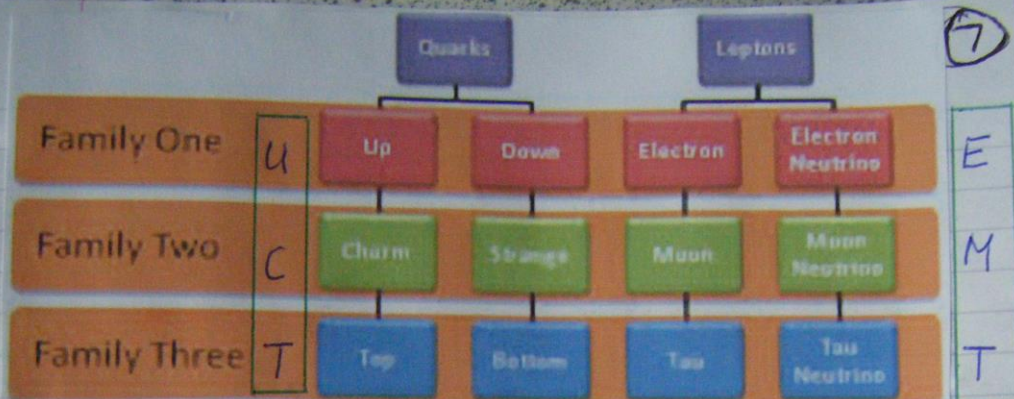 Quarks Leptons 7
Family One U Up Down Electron Electron Neutrino E
Family Two C Charm Strange Muon Muon Neutrino M
Family Three T Top Bottom Tau Tau Neutrino T